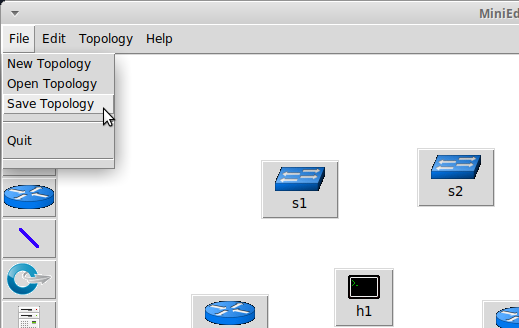 MiniEd
File Edit Topology Help
New Topology
Open Topology
Save Topology
Quit
s1
s2
h1